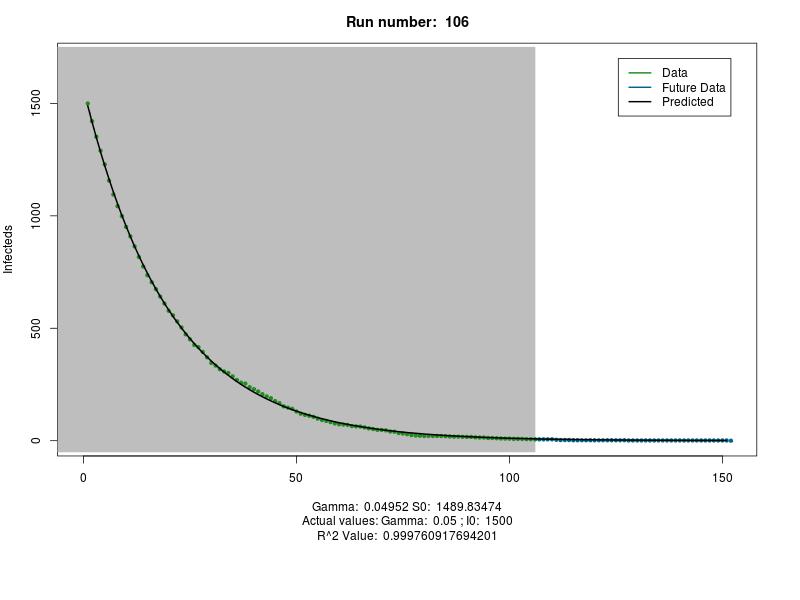 Run number: 106
Data
Future Data
Predicted
Infecteds
1500
1000
500
0
0 50 100 150
Gamma: 0.04952 S0: 1489.83474
Actual values: Gamma: 0.05 ; I0: 1500
R^2 Value: 0.999760917694201